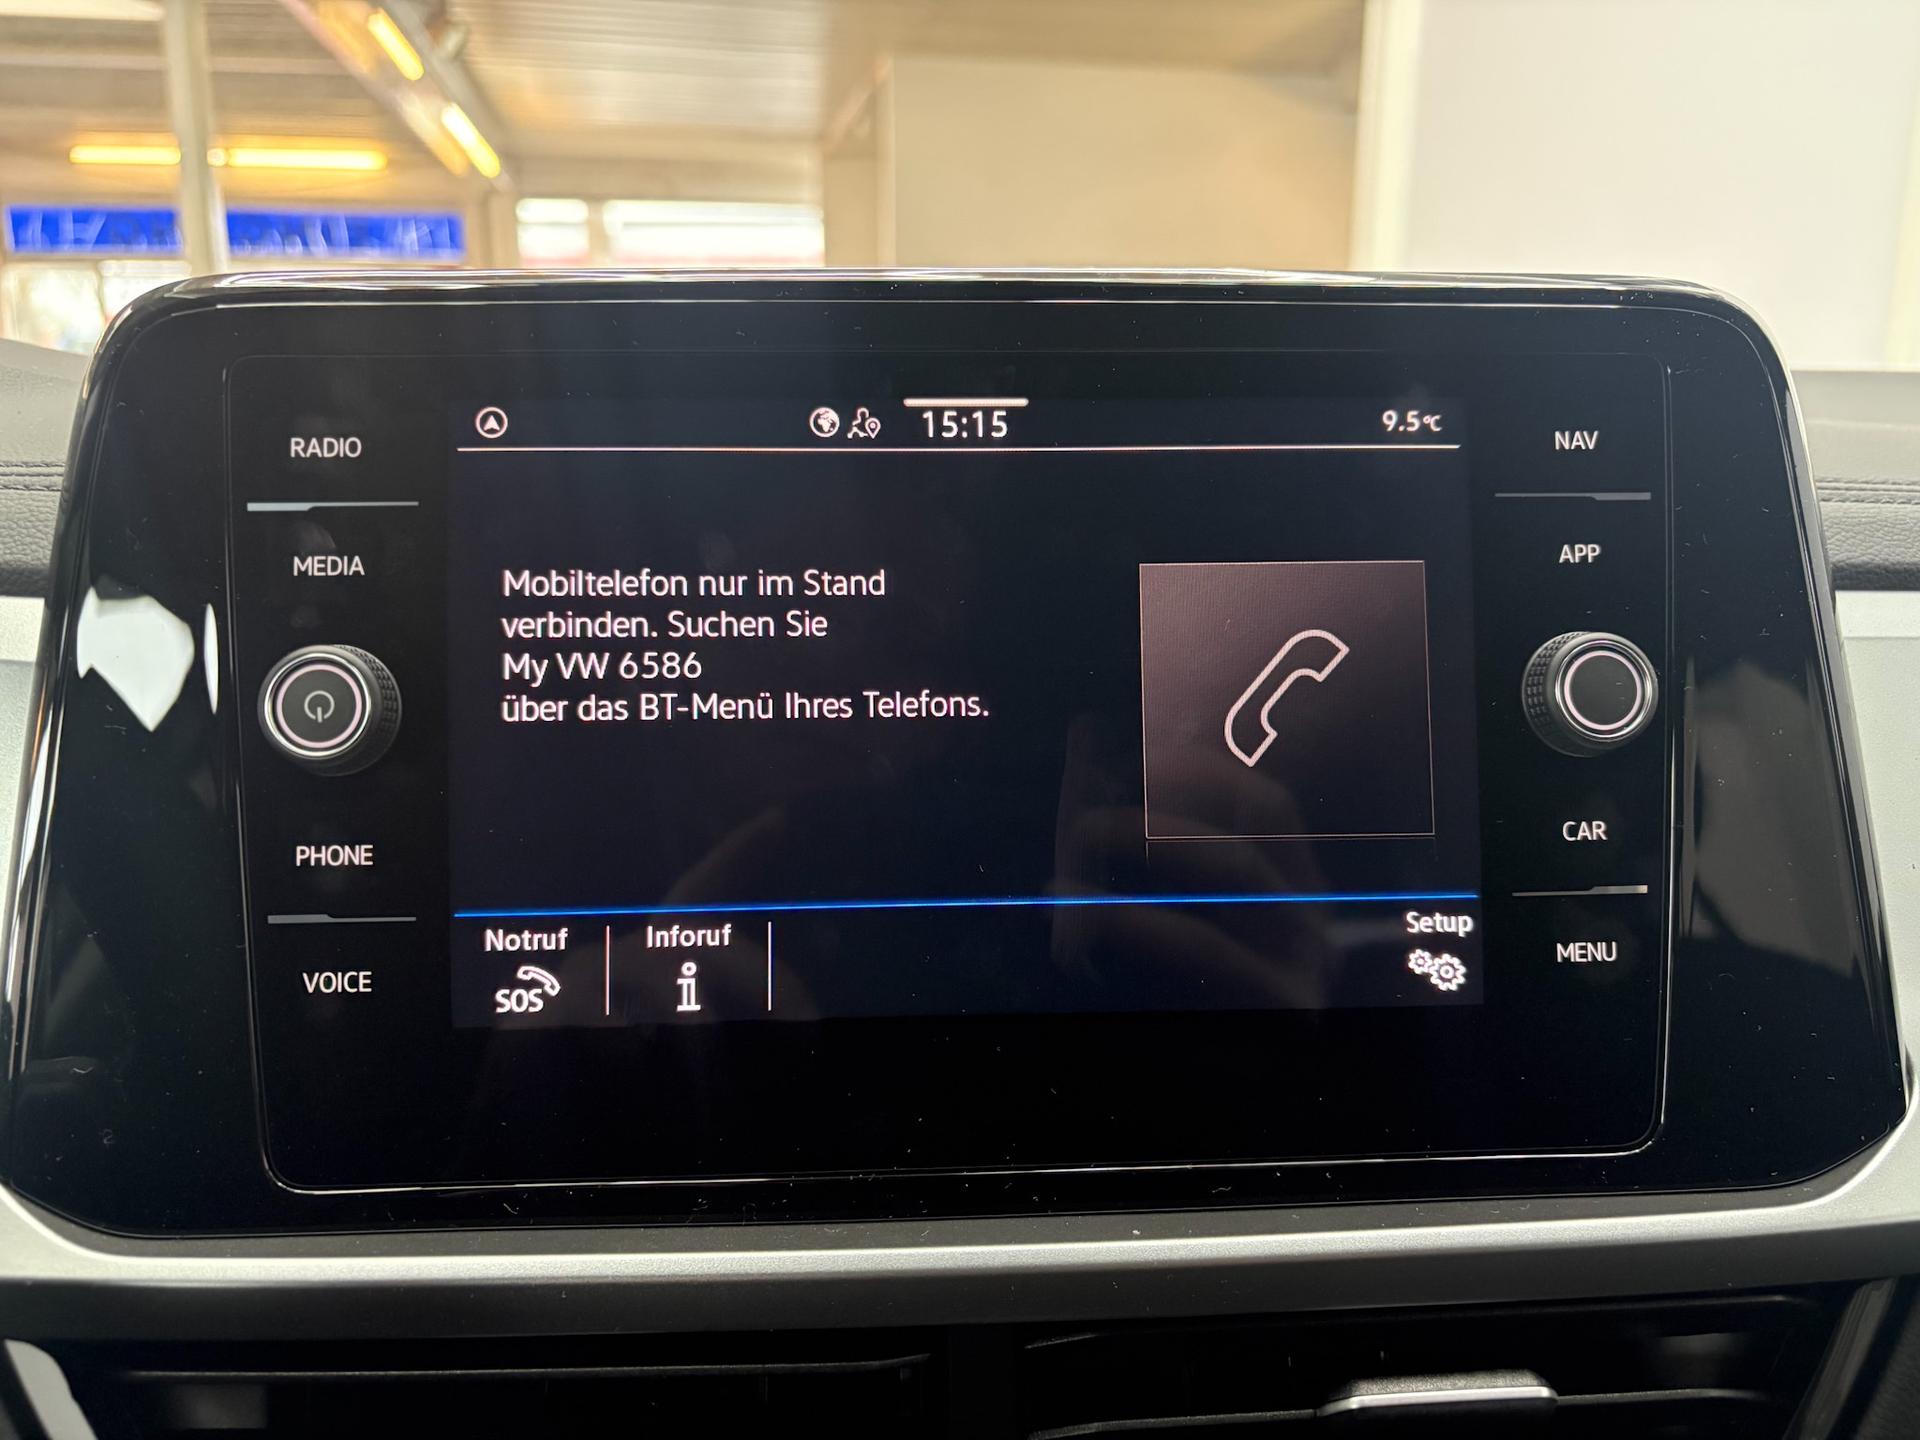 15:15
9.5°C
RADIO
NAV
MEDIA
APP
Mobiltelefon nur im Stand
verbinden. Suchen Sie
My VW 6586
über das BT-Menü Ihres Telefons.
PHONE
CAR
VOICE
MENU
Notruf
Inforuf
Setup
SOS
i